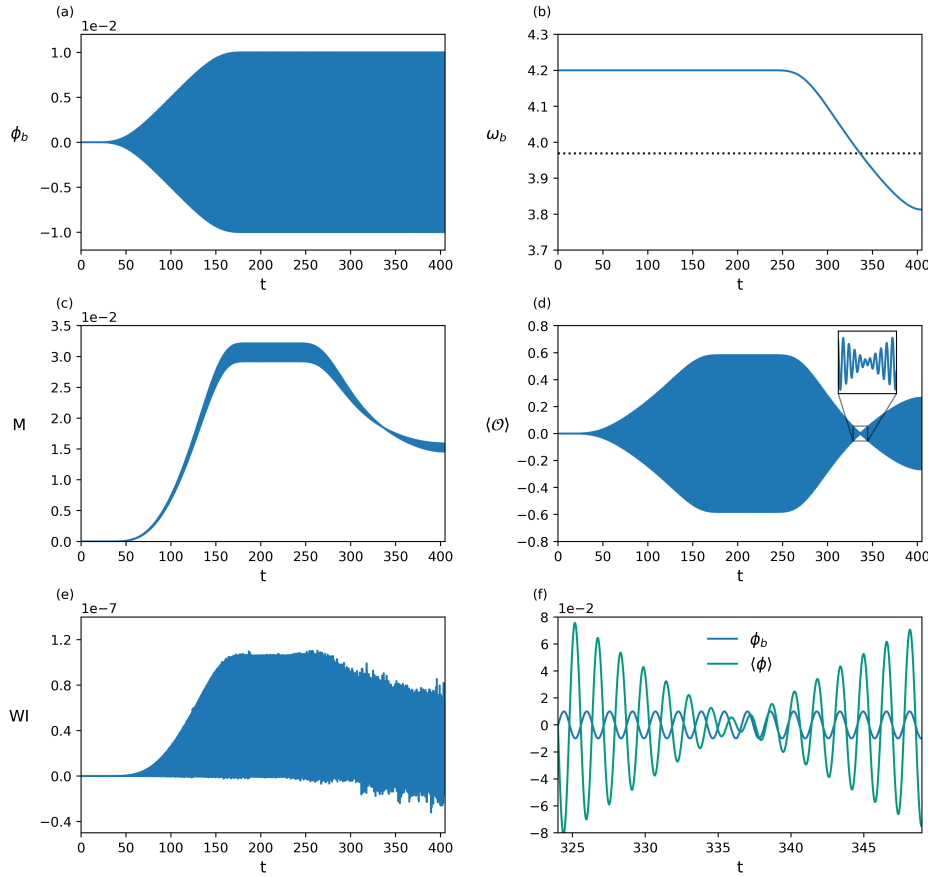 (a)
1e−2
1.0
0.5
0.0
−0.5
−1.0
ϕ_b
0 50 100 150 200 250 300 350 400
t
(b)
4.3
4.2
4.1
4.0
3.9
3.8
3.7
ω_b
0 50 100 150 200 250 300 350 400
t
(c)
1e−2
3.5
3.0
2.5
2.0
1.5
1.0
0.5
0.0
M
0 50 100 150 200 250 300 350 400
t
(d)
0.8
0.6
0.4
0.2
0.0
−0.2
−0.4
−0.6
−0.8
⟨𝒪⟩
0 50 100 150 200 250 300 350 400
t
(e)
1e−7
1.2
0.8
0.4
0.0
−0.4
WI
0 50 100 150 200 250 300 350 400
t
(f)
1e−2
8
6
4
2
0
−2
−4
−6
−8
ϕ_b
⟨ϕ⟩
325 330 335 340 345
t